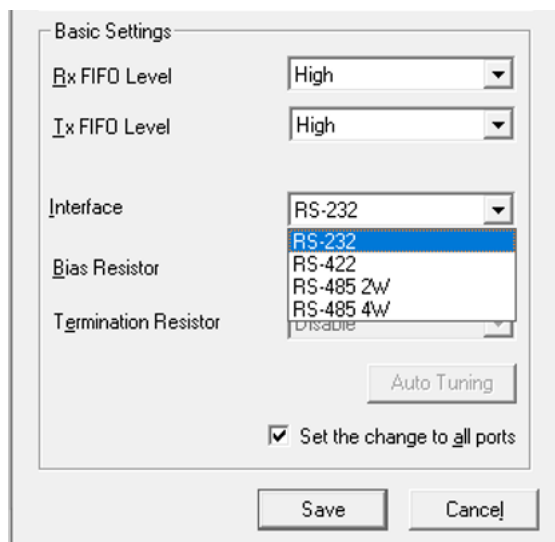 Basic Settings
Rx FIFO Level High
Tx FIFO Level High
Interface RS-232
RS-232
RS-422
Bias Resistor
RS-485 2W
RS-485 4W
Termination Resistor Disable
Auto Tuning
Set the change to all ports
Save Cancel